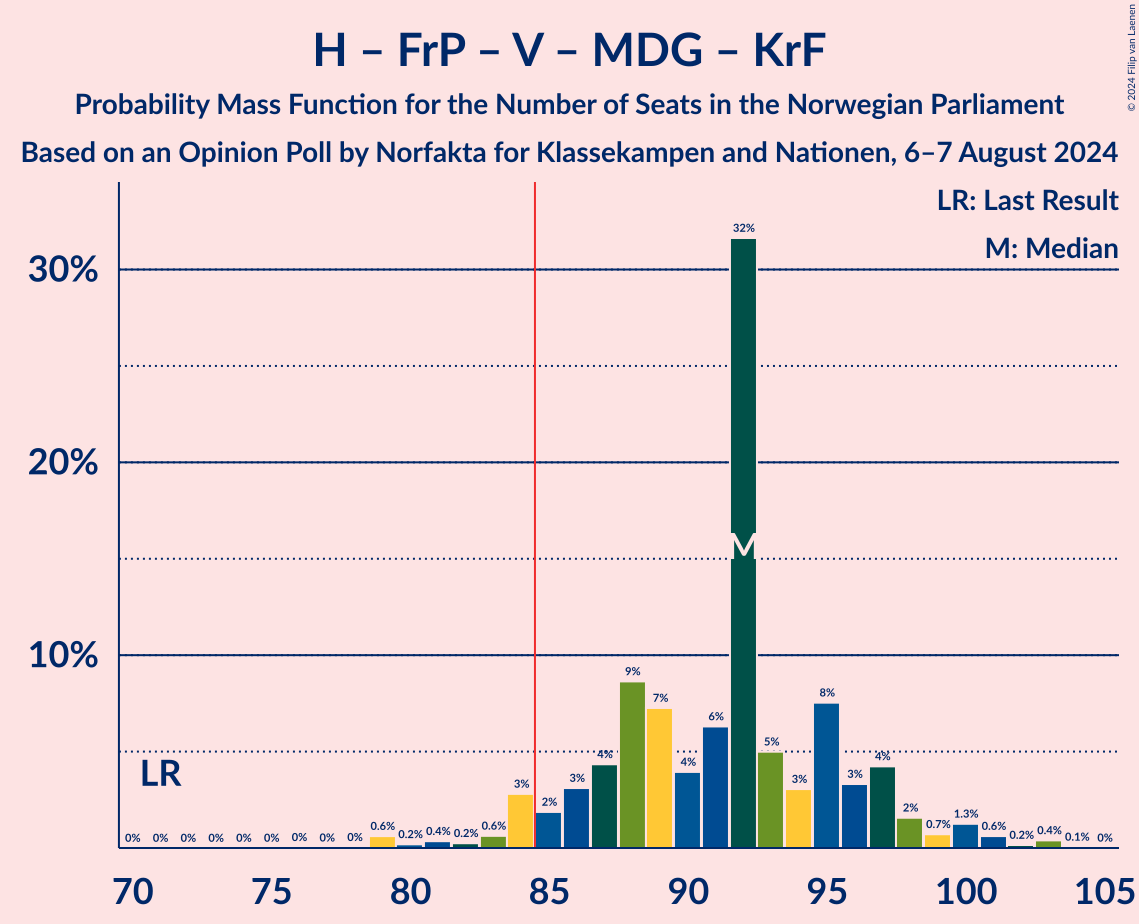 H – FrP – V – MDG – KrF
Probability Mass Function for the Number of Seats in the Norwegian Parliament
Based on an Opinion Poll by Norfakta for Klassekampen and Nationen, 6–7 August 2024
© 2024 Filip van Laenen
LR: Last Result
M: Median
30%
20%
10%
LR
M
0% 0% 0% 0% 0% 0% 0% 0% 0% 0.6% 0.2% 0.4% 0.2% 0.6% 3% 2% 3% 4% 9% 7% 4% 6% 32% 5% 3% 8% 3% 4% 2% 0.7% 1.3% 0.6% 0.2% 0.4% 0.1% 0%
70 75 80 85 90 95 100 105